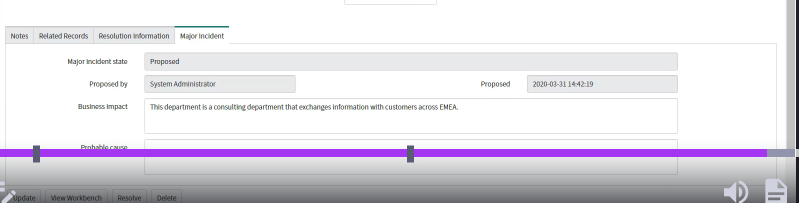 Notes Related Records Resolution Information Major Incident
Major incident state Proposed
Proposed by System Administrator Proposed 2020-03-31 14:42:19
Business impact This department is a consulting department that exchanges information with customers across EMEA.
Probable cause
Update View Workbench Resolve Delete